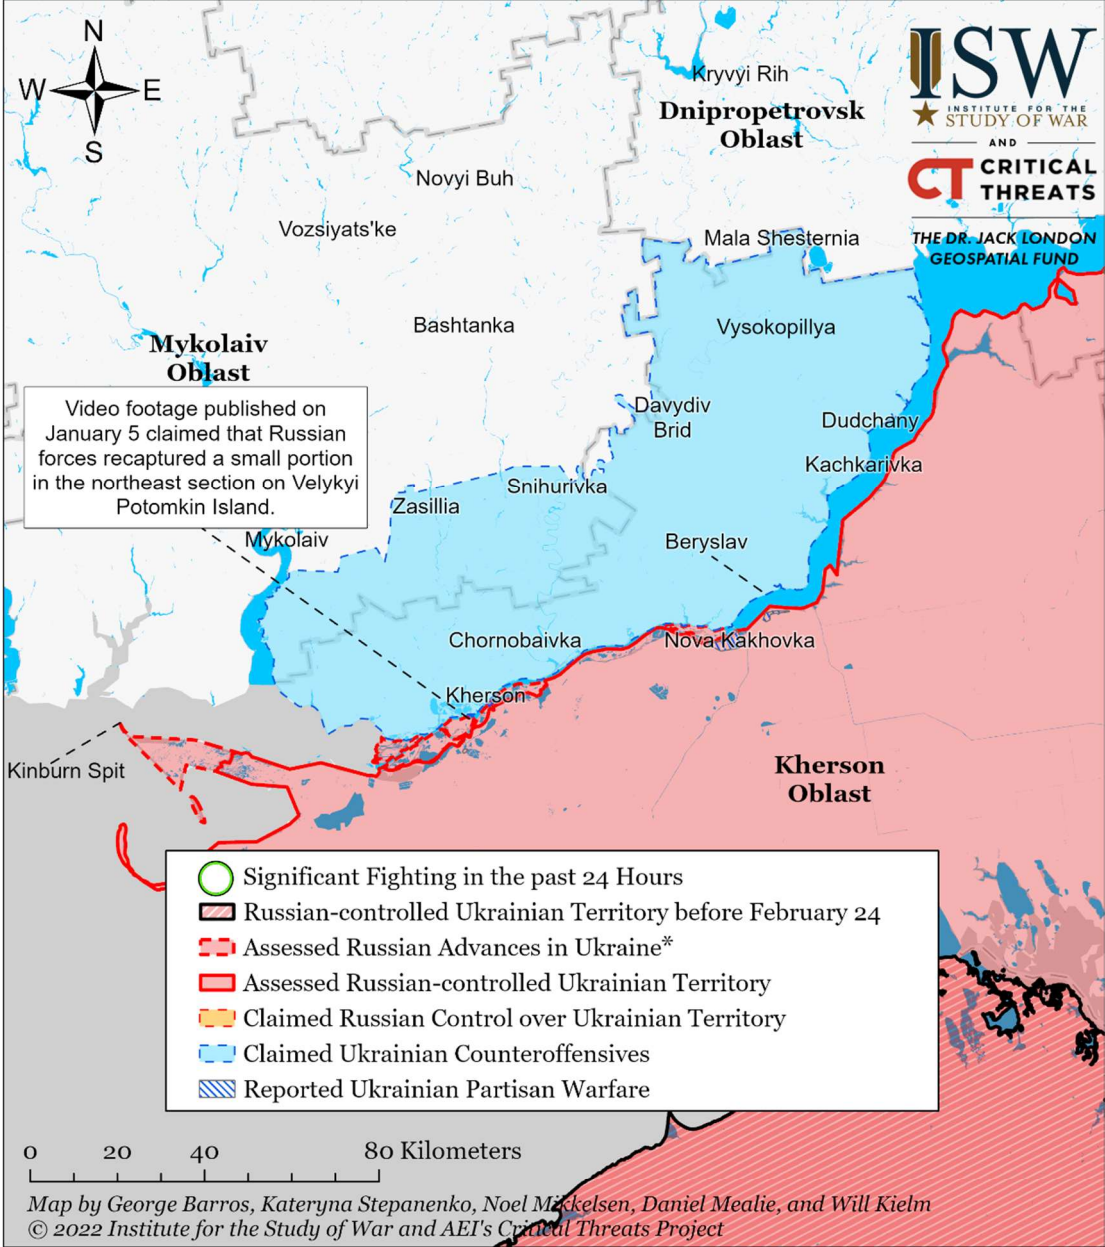 N
W E
S
ISW
INSTITUTE FOR THE
STUDY OF WAR
AND
CT CRITICAL
THREATS
THE DR. JACK LONDON
GEOSPATIAL FUND
Kryvyi Rih
Dnipropetrovsk
Oblast
Novyi Buh
Vozsiyats'ke
Mala Shesternia
Bashtanka
Vysokopillya
Mykolaiv
Oblast
Video footage published on
January 5 claimed that Russian
forces recaptured a small portion
in the northeast section on Velykyi
Potomkin Island.
Davydiv
Brid
Dudchany
Kachkarivka
Snihurivka
Zasillia
Mykolaiv
Beryslav
Chornobaivka
Nova Kakhovka
Kherson
Kinburn Spit
Kherson
Oblast
Significant Fighting in the past 24 Hours
Russian-controlled Ukrainian Territory before February 24
Assessed Russian Advances in Ukraine*
Assessed Russian-controlled Ukrainian Territory
Claimed Russian Control over Ukrainian Territory
Claimed Ukrainian Counteroffensives
Reported Ukrainian Partisan Warfare
0 20 40 80 Kilometers
Map by George Barros, Kateryna Stepanenko, Noel Mikkelsen, Daniel Mealie, and Will Kielm
© 2022 Institute for the Study of War and AEI's Critical Threats Project